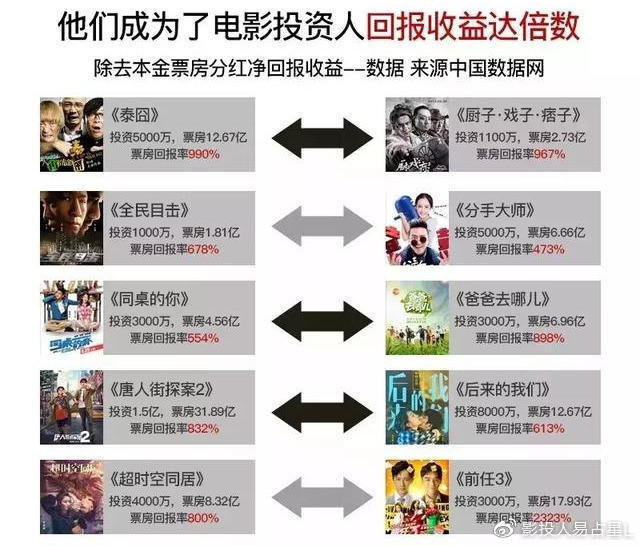 他们成为了电影投资人回报收益达倍数
除去本金票房分红净回报收益--数据 来源中国数据网
《泰囧》
投资5000万，票房12.67亿
票房回报率990%
《厨子·戏子·痞子》
投资1100万，票房2.73亿
票房回报率967%
《全民目击》
投资1000万，票房1.81亿
票房回报率678%
《分手大师》
投资5000万，票房6.66亿
票房回报率473%
《同桌的你》
投资3000万，票房4.56亿
票房回报率554%
《爸爸去哪儿》
投资3000万，票房6.96亿
票房回报率898%
《唐人街探案2》
投资1.5亿，票房31.89亿
票房回报率832%
《后来的我们》
投资8000万，票房12.67亿
票房回报率613%
《超时空同居》
投资4000万，票房8.32亿
票房回报率800%
《前任3》
投资3000万，票房17.93亿
票房回报率2323%
@影投人易占星L